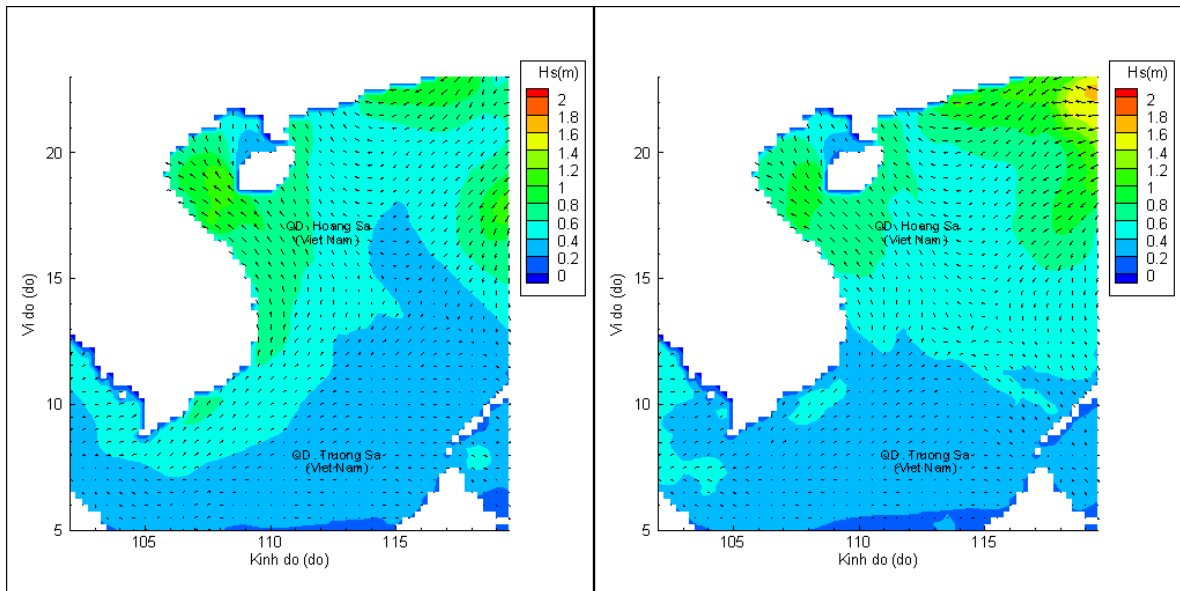 Hs(m)
2
1.8
1.6
1.4
1.2
1
0.8
0.6
0.4
0.2
0
20
15
10
5
Vi do (do)
QD. Hoang Sa
(Viet Nam)
QD. Truong Sa
(Viet Nam)
105
110
115
Kinh do (do)
Hs(m)
2
1.8
1.6
1.4
1.2
1
0.8
0.6
0.4
0.2
0
20
15
10
5
Vi do (do)
QD. Hoang Sa
(Viet Nam)
QD. Truong Sa
(Viet Nam)
105
110
115
Kinh do (do)